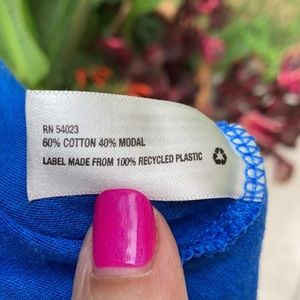 RN 54023
60% COTTON 40% MODAL
LABEL MADE FROM 100% RECYCLED PLASTIC